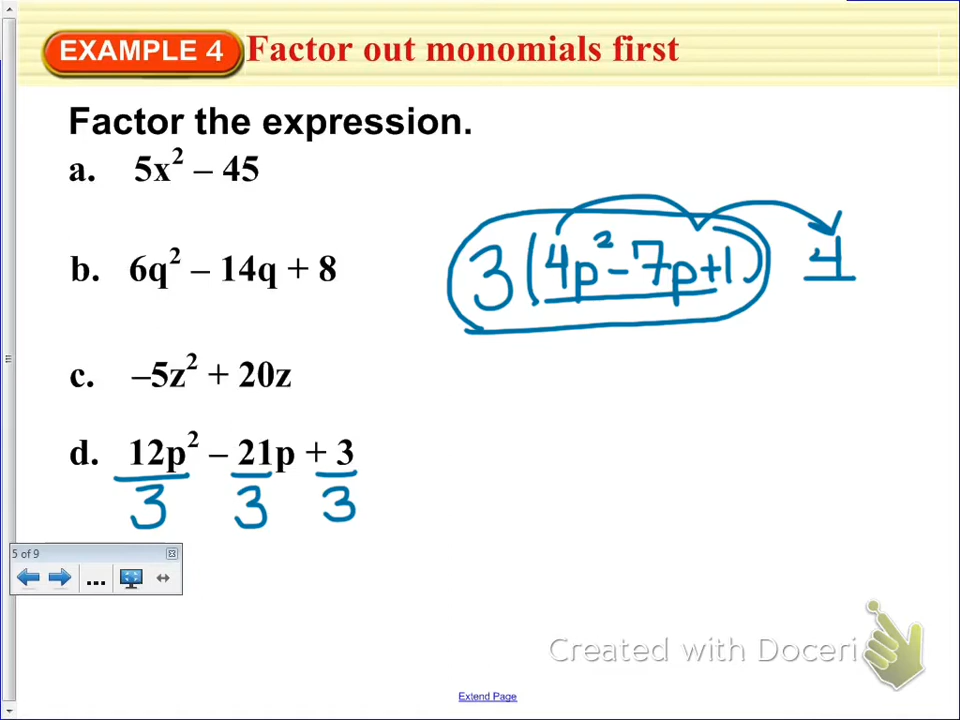 EXAMPLE 4 Factor out monomials first
Factor the expression.
a. 5x² – 45
b. 6q² – 14q + 8
3(4p² - 7p + 1) 4
c. –5z² + 20z
d. 12p² – 21p + 3
3 3 3
5 of 9
...
Created with Doceri
Extend Page